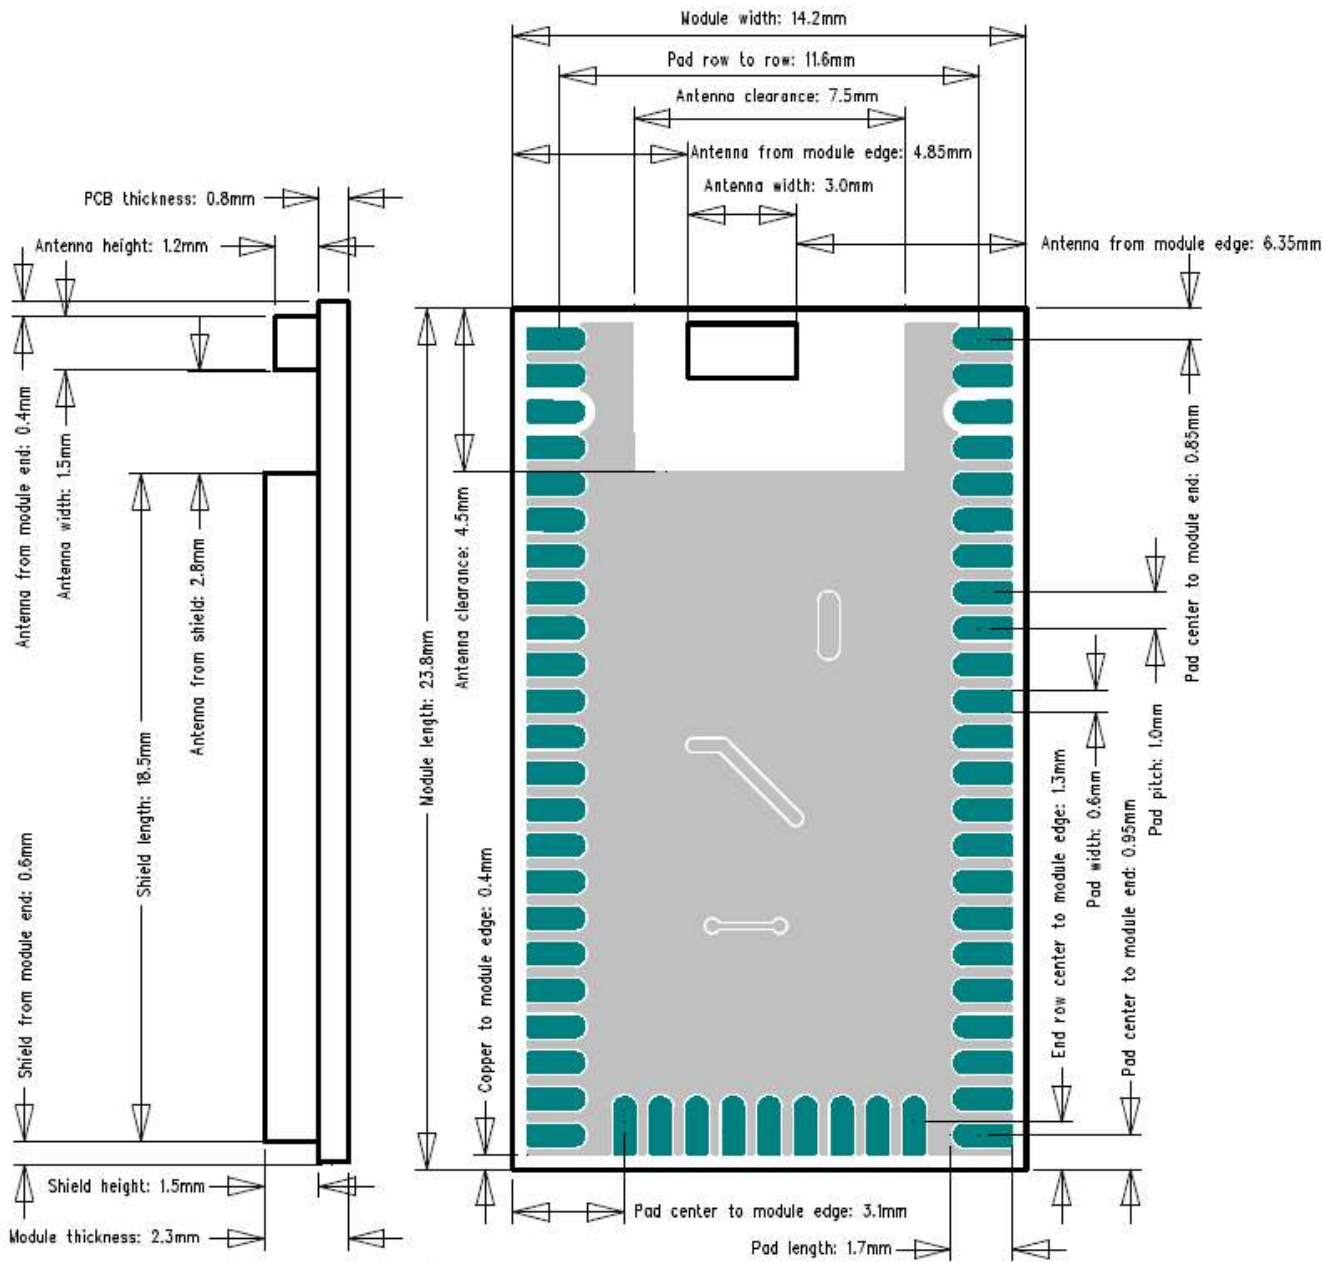 Module width: 14.2mm
Pad row to row: 11.6mm
Antenna clearance: 7.5mm
Antenna from module edge: 4.85mm
Antenna width: 3.0mm
PCB thickness: 0.8mm
Antenna height: 1.2mm
Antenna from module edge: 6.35mm
Antenna from module end: 0.4mm
Antenna width: 1.5mm
Antenna from shield: 2.8mm
Antenna clearance: 4.5mm
Module length: 23.8mm
Shield length: 18.5mm
Shield from module end: 0.6mm
Copper to module edge: 0.4mm
Pad center to module end: 0.85mm
Pad pitch: 1.0mm
Pad width: 0.6mm
End row center to module edge: 1.3mm
Pad center to module end: 0.95mm
Shield height: 1.5mm
Module thickness: 2.3mm
Pad center to module edge: 3.1mm
Pad length: 1.7mm